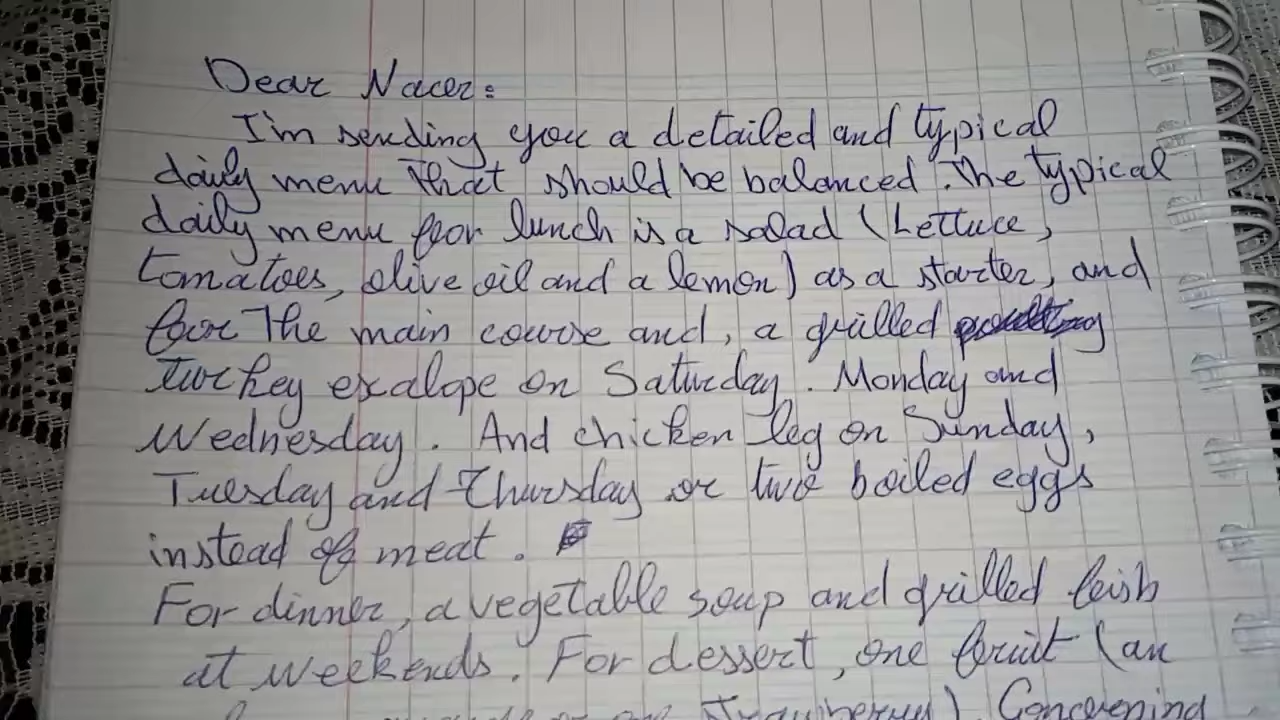 Dear Nacer:
I'm sending you a detailed and typical
daily menu that should be balanced. The typical
daily menu for lunch is a salad (Lettuce,
tomatoes, olive oil and a lemon) as a starter, and
for the main course and, a grilled
turkey exalope on Saturday. Monday and
Wednesday. And chicken leg on Sunday,
Tuesday and Thursday or two boiled eggs
instead of meat.
For dinner, a vegetable soup and grilled fish
at weekends. For dessert, one fruit (an
Concerning